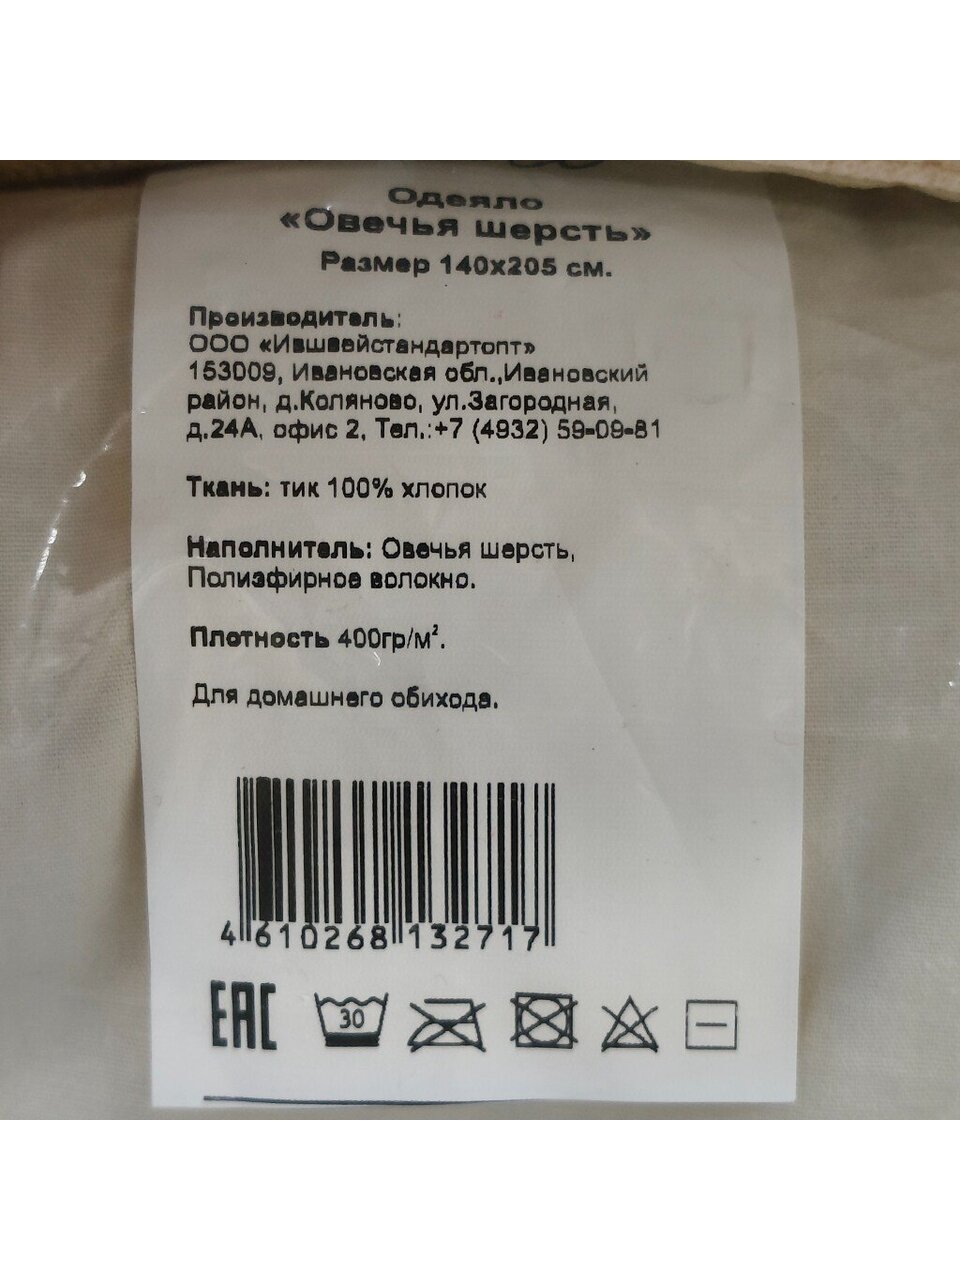 Одеяло
«Овечья шерсть»
Размер 140х205 см.
Производитель:
ООО «Ившвейстандартопт»
153009, Ивановская обл.,Ивановский
район, д.Коляново, ул.Загородная,
д.24А, офис 2, Тел.:+7 (4932) 59-09-81
Ткань: тик 100% хлопок
Наполнитель: Овечья шерсть,
Полиэфирное волокно.
Плотность 400гр/м².
Для домашнего обихода.
4 610268 132717
EAC 30